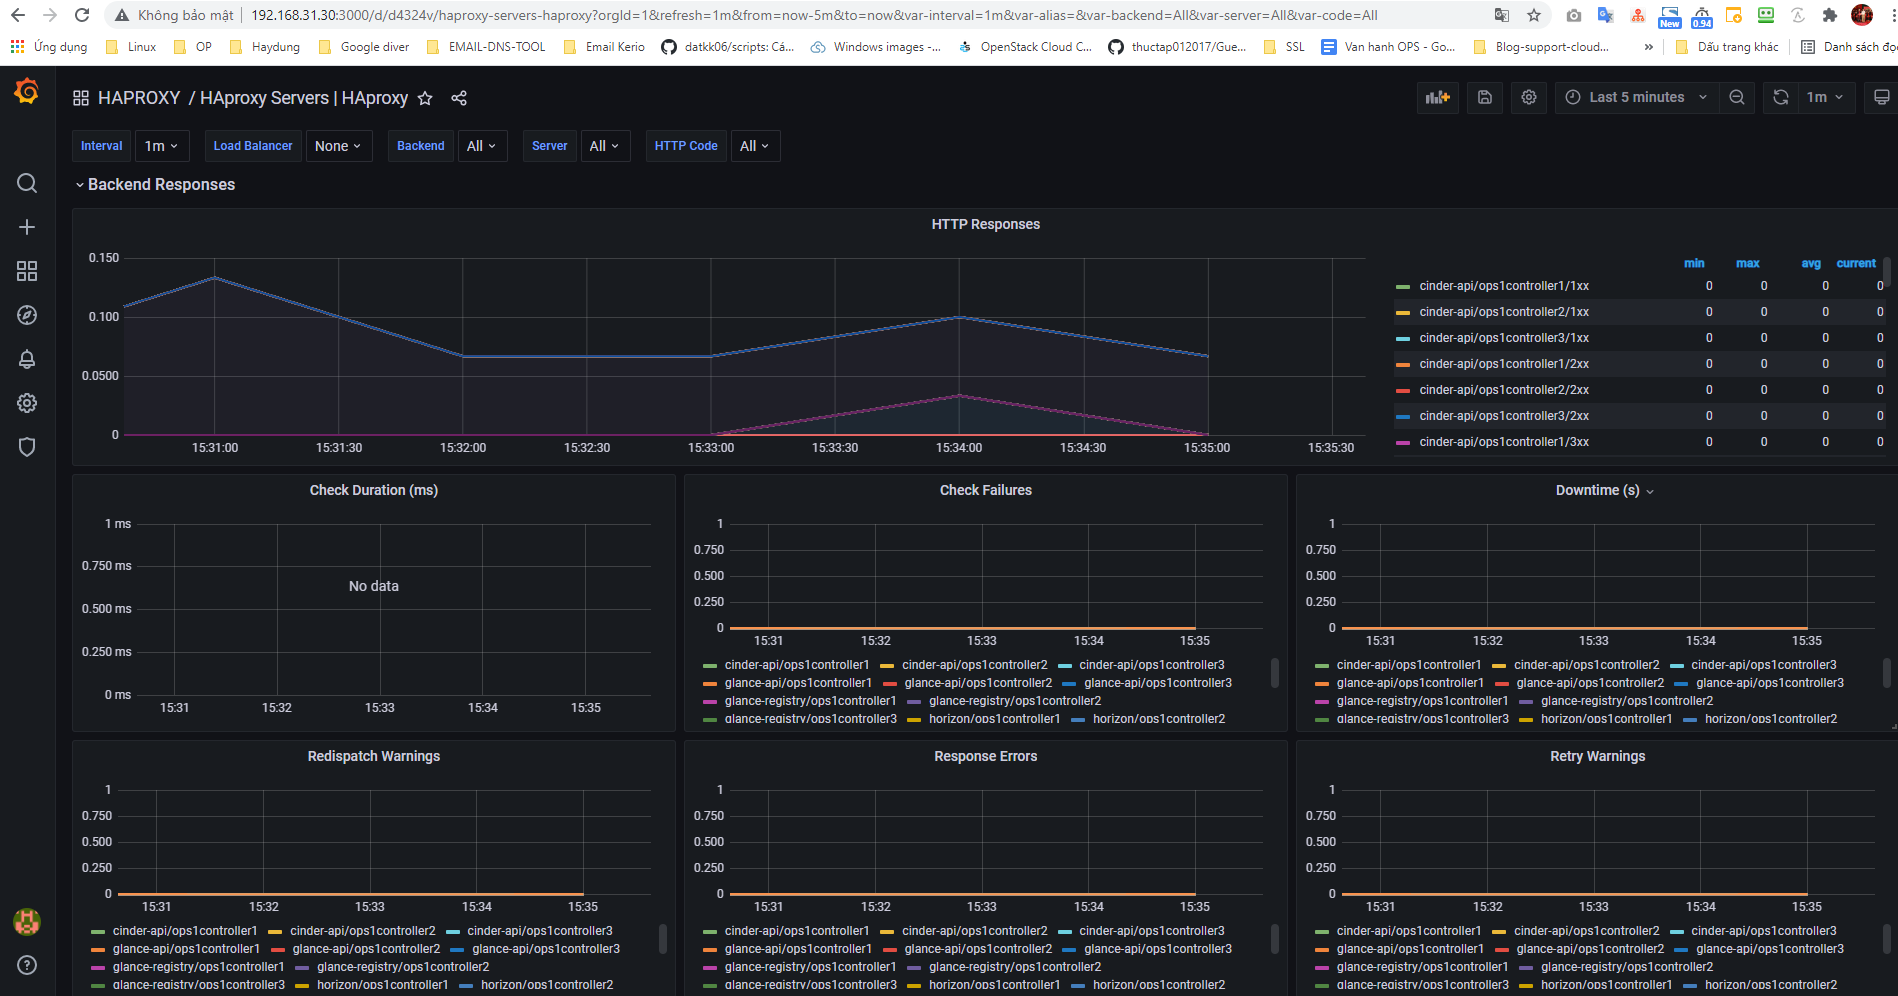 Không bảo mật | 192.168.31.30:3000/d/d4324v/haproxy-servers-haproxy?orgId=1&refresh=1m&from=now-5m&to=now&var-interval=1m&var-alias=&var-backend=All&var-server=All&var-code=All
New 0.94
Ứng dụng Linux OP Haydung Google diver EMAIL-DNS-TOOL Email Kerio datkk06/scripts: Cá... Windows images -... OpenStack Cloud C... thuctap012017/Gue... SSL Van hanh OPS - Go... Blog-support-cloud... » Dấu trang khác Danh sách đọc
HAPROXY / HAproxy Servers | HAproxy
Last 5 minutes 1m
Interval 1m Load Balancer None Backend All Server All HTTP Code All
Backend Responses
HTTP Responses
0.150
0.100
0.0500
0
15:31:00 15:31:30 15:32:00 15:32:30 15:33:00 15:33:30 15:34:00 15:34:30 15:35:00 15:35:30
min max avg current
cinder-api/ops1controller1/1xx 0 0 0 0
cinder-api/ops1controller2/1xx 0 0 0 0
cinder-api/ops1controller3/1xx 0 0 0 0
cinder-api/ops1controller1/2xx 0 0 0 0
cinder-api/ops1controller2/2xx 0 0 0 0
cinder-api/ops1controller3/2xx 0 0 0 0
cinder-api/ops1controller1/3xx 0 0 0 0
Check Duration (ms)
1 ms
0.750 ms
0.500 ms
0.250 ms
0 ms
No data
15:31 15:32 15:33 15:34 15:35
Check Failures
1
0.750
0.500
0.250
0
15:31 15:32 15:33 15:34 15:35
cinder-api/ops1controller1 cinder-api/ops1controller2 cinder-api/ops1controller3
glance-api/ops1controller1 glance-api/ops1controller2 glance-api/ops1controller3
glance-registry/ops1controller1 glance-registry/ops1controller2
glance-registry/ops1controller3 horizon/ops1controller1 horizon/ops1controller2
Downtime (s)
1
0.750
0.500
0.250
0
15:31 15:32 15:33 15:34 15:35
cinder-api/ops1controller1 cinder-api/ops1controller2 cinder-api/ops1controller3
glance-api/ops1controller1 glance-api/ops1controller2 glance-api/ops1controller3
glance-registry/ops1controller1 glance-registry/ops1controller2
glance-registry/ops1controller3 horizon/ops1controller1 horizon/ops1controller2
Redispatch Warnings
1
0.750
0.500
0.250
0
15:31 15:32 15:33 15:34 15:35
cinder-api/ops1controller1 cinder-api/ops1controller2 cinder-api/ops1controller3
glance-api/ops1controller1 glance-api/ops1controller2 glance-api/ops1controller3
glance-registry/ops1controller1 glance-registry/ops1controller2
glance-registry/ops1controller3 horizon/ops1controller1 horizon/ops1controller2
Response Errors
1
0.750
0.500
0.250
0
15:31 15:32 15:33 15:34 15:35
cinder-api/ops1controller1 cinder-api/ops1controller2 cinder-api/ops1controller3
glance-api/ops1controller1 glance-api/ops1controller2 glance-api/ops1controller3
glance-registry/ops1controller1 glance-registry/ops1controller2
glance-registry/ops1controller3 horizon/ops1controller1 horizon/ops1controller2
Retry Warnings
1
0.750
0.500
0.250
0
15:31 15:32 15:33 15:34 15:35
cinder-api/ops1controller1 cinder-api/ops1controller2 cinder-api/ops1controller3
glance-api/ops1controller1 glance-api/ops1controller2 glance-api/ops1controller3
glance-registry/ops1controller1 glance-registry/ops1controller2
glance-registry/ops1controller3 horizon/ops1controller1 horizon/ops1controller2